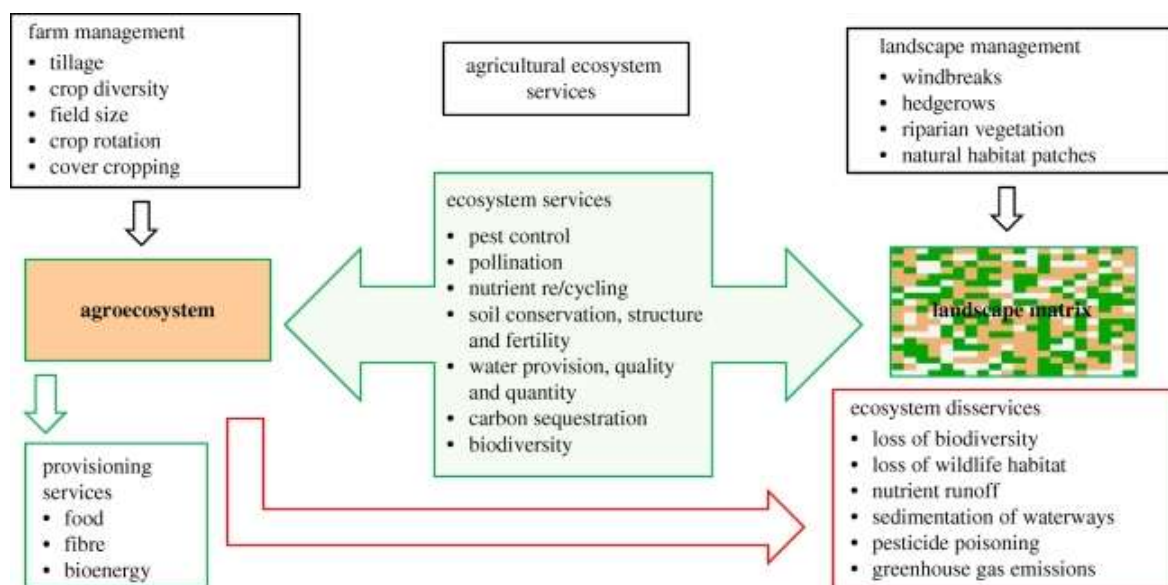 farm management
• tillage
• crop diversity
• field size
• crop rotation
• cover cropping
agricultural ecosystem
services
landscape management
• windbreaks
• hedgerows
• riparian vegetation
• natural habitat patches
agroecosystem
ecosystem services
• pest control
• pollination
• nutrient re/cycling
• soil conservation, structure
and fertility
• water provision, quality
and quantity
• carbon sequestration
• biodiversity
landscape matrix
provisioning
services
• food
• fibre
• bioenergy
ecosystem disservices
• loss of biodiversity
• loss of wildlife habitat
• nutrient runoff
• sedimentation of waterways
• pesticide poisoning
• greenhouse gas emissions